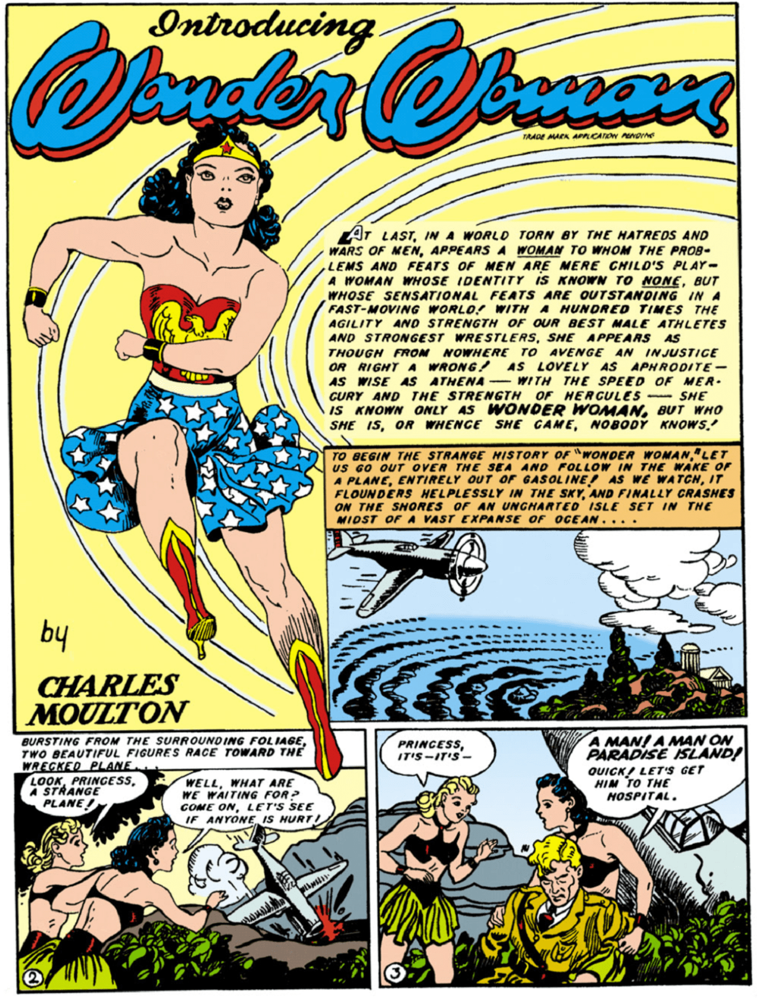 Introducing
Wonder Woman
TRADE MARK APPLICATION PENDING
AT LAST, IN A WORLD TORN BY THE HATREDS AND
WARS OF MEN, APPEARS A WOMAN TO WHOM THE PROB-
LEMS AND FEATS OF MEN ARE MERE CHILD'S PLAY—
A WOMAN WHOSE IDENTITY IS KNOWN TO NONE, BUT
WHOSE SENSATIONAL FEATS ARE OUTSTANDING IN A
FAST-MOVING WORLD! WITH A HUNDRED TIMES THE
AGILITY AND STRENGTH OF OUR BEST MALE ATHLETES
AND STRONGEST WRESTLERS, SHE APPEARS AS
THOUGH FROM NOWHERE TO AVENGE AN INJUSTICE
OR RIGHT A WRONG! AS LOVELY AS APHRODITE—
AS WISE AS ATHENA — WITH THE SPEED OF MER-
CURY AND THE STRENGTH OF HERCULES — SHE
IS KNOWN ONLY AS WONDER WOMAN. BUT WHO
SHE IS, OR WHENCE SHE CAME, NOBODY KNOWS!
TO BEGIN THE STRANGE HISTORY OF "WONDER WOMAN," LET
US GO OUT OVER THE SEA AND FOLLOW IN THE WAKE OF
A PLANE, ENTIRELY OUT OF GASOLINE! AS WE WATCH, IT
FLOUNDERS HELPLESSLY IN THE SKY, AND FINALLY CRASHES
ON THE SHORES OF AN UNCHARTED ISLE SET IN THE
MIDST OF A VAST EXPANSE OF OCEAN....
by
CHARLES
MOULTON
BURSTING FROM THE SURROUNDING FOLIAGE,
TWO BEAUTIFUL FIGURES RACE TOWARD THE
WRECKED PLANE...
LOOK, PRINCESS,
A STRANGE
PLANE!
WELL, WHAT ARE
WE WAITING FOR?
COME ON, LET'S SEE
IF ANYONE IS HURT!
2
PRINCESS,
IT'S—IT'S—
A MAN! A MAN ON
PARADISE ISLAND!
QUICK! LET'S GET
HIM TO THE
HOSPITAL.
3